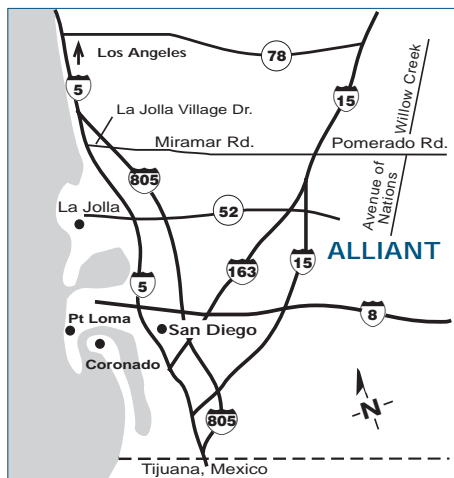 Los Angeles
78
5
15
La Jolla Village Dr.
Willow Creek
Miramar Rd.
Pomerado Rd.
805
La Jolla
52
Avenue of
Nations
ALLIANT
163
15
5
8
Pt Loma
San Diego
Coronado
N
805
Tijuana, Mexico